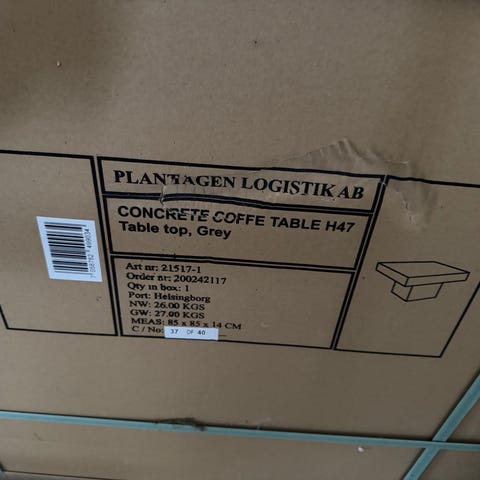 PLANTAGEN LOGISTIK AB
CONCRETE COFFE TABLE H47
Table top, Grey
Art nr: 21517-1
Order nr: 200242117
Qty in box: 1
Port: Helsingborg
NW: 26.00 KGS
GW: 27.00 KGS
MEAS: 85 x 85 x 14 CM
C / No: 37 OF 40